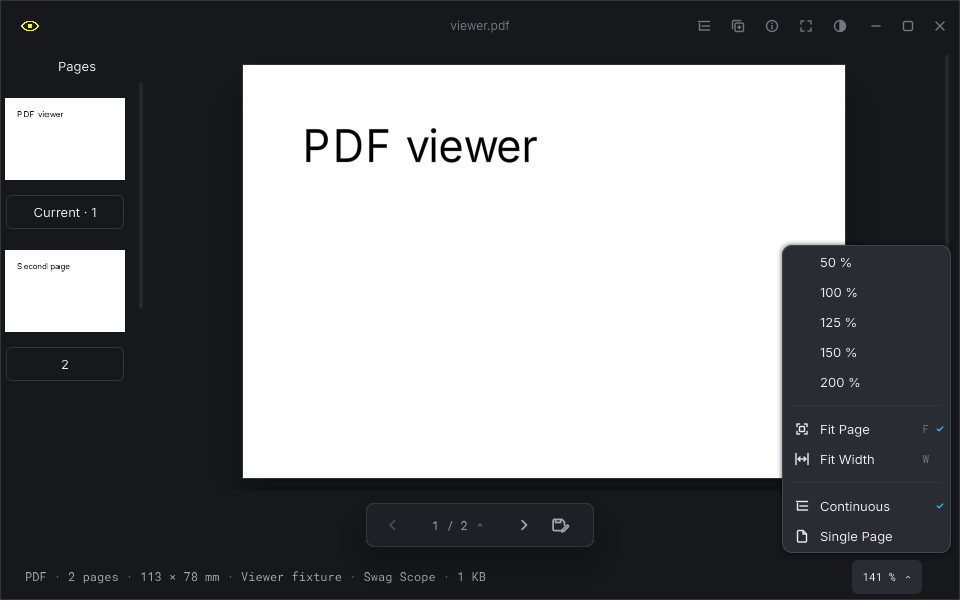 viewer.pdf
Pages
PDF viewer
Current · 1
Second page
2
PDF viewer
50 %
100 %
125 %
150 %
200 %
Fit Page F
Fit Width W
Continuous
Single Page
1 / 2
PDF · 2 pages · 113 × 78 mm · Viewer fixture · Swag Scope · 1 KB
141 %